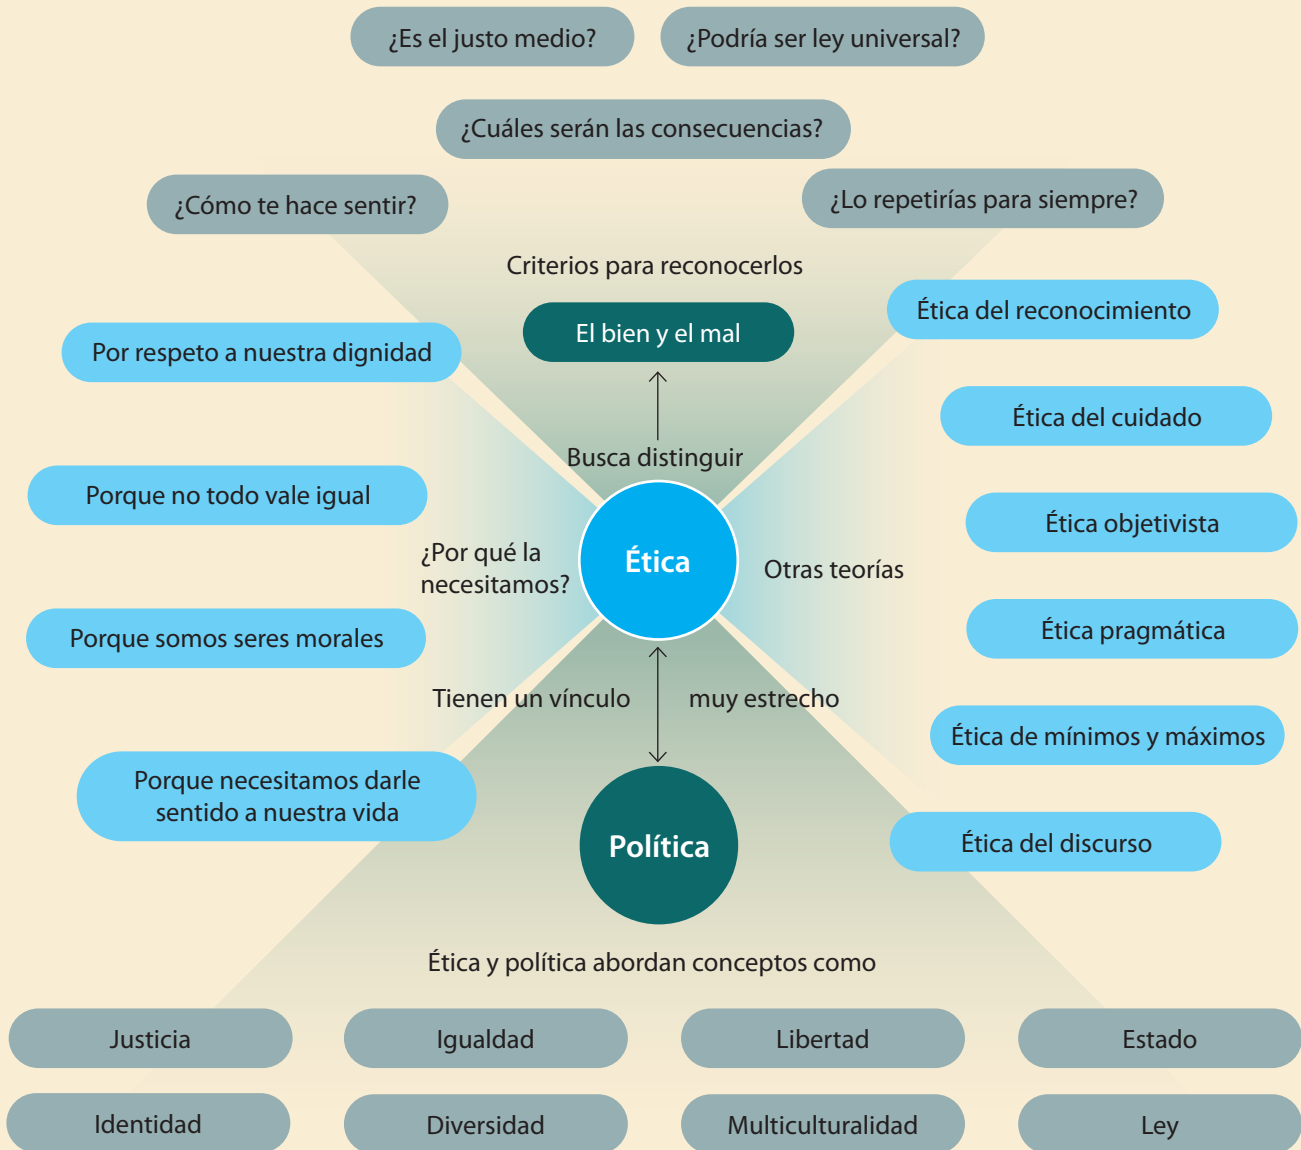 ¿Es el justo medio?
¿Podría ser ley universal?
¿Cuáles serán las consecuencias?
¿Cómo te hace sentir?
¿Lo repetirías para siempre?
Criterios para reconocerlos
El bien y el mal
Busca distinguir
Ética
¿Por qué la
necesitamos?
Por respeto a nuestra dignidad
Porque no todo vale igual
Porque somos seres morales
Porque necesitamos darle
sentido a nuestra vida
Otras teorías
Ética del reconocimiento
Ética del cuidado
Ética objetivista
Ética pragmática
Ética de mínimos y máximos
Ética del discurso
Tienen un vínculo
muy estrecho
Política
Ética y política abordan conceptos como
Justicia
Igualdad
Libertad
Estado
Identidad
Diversidad
Multiculturalidad
Ley